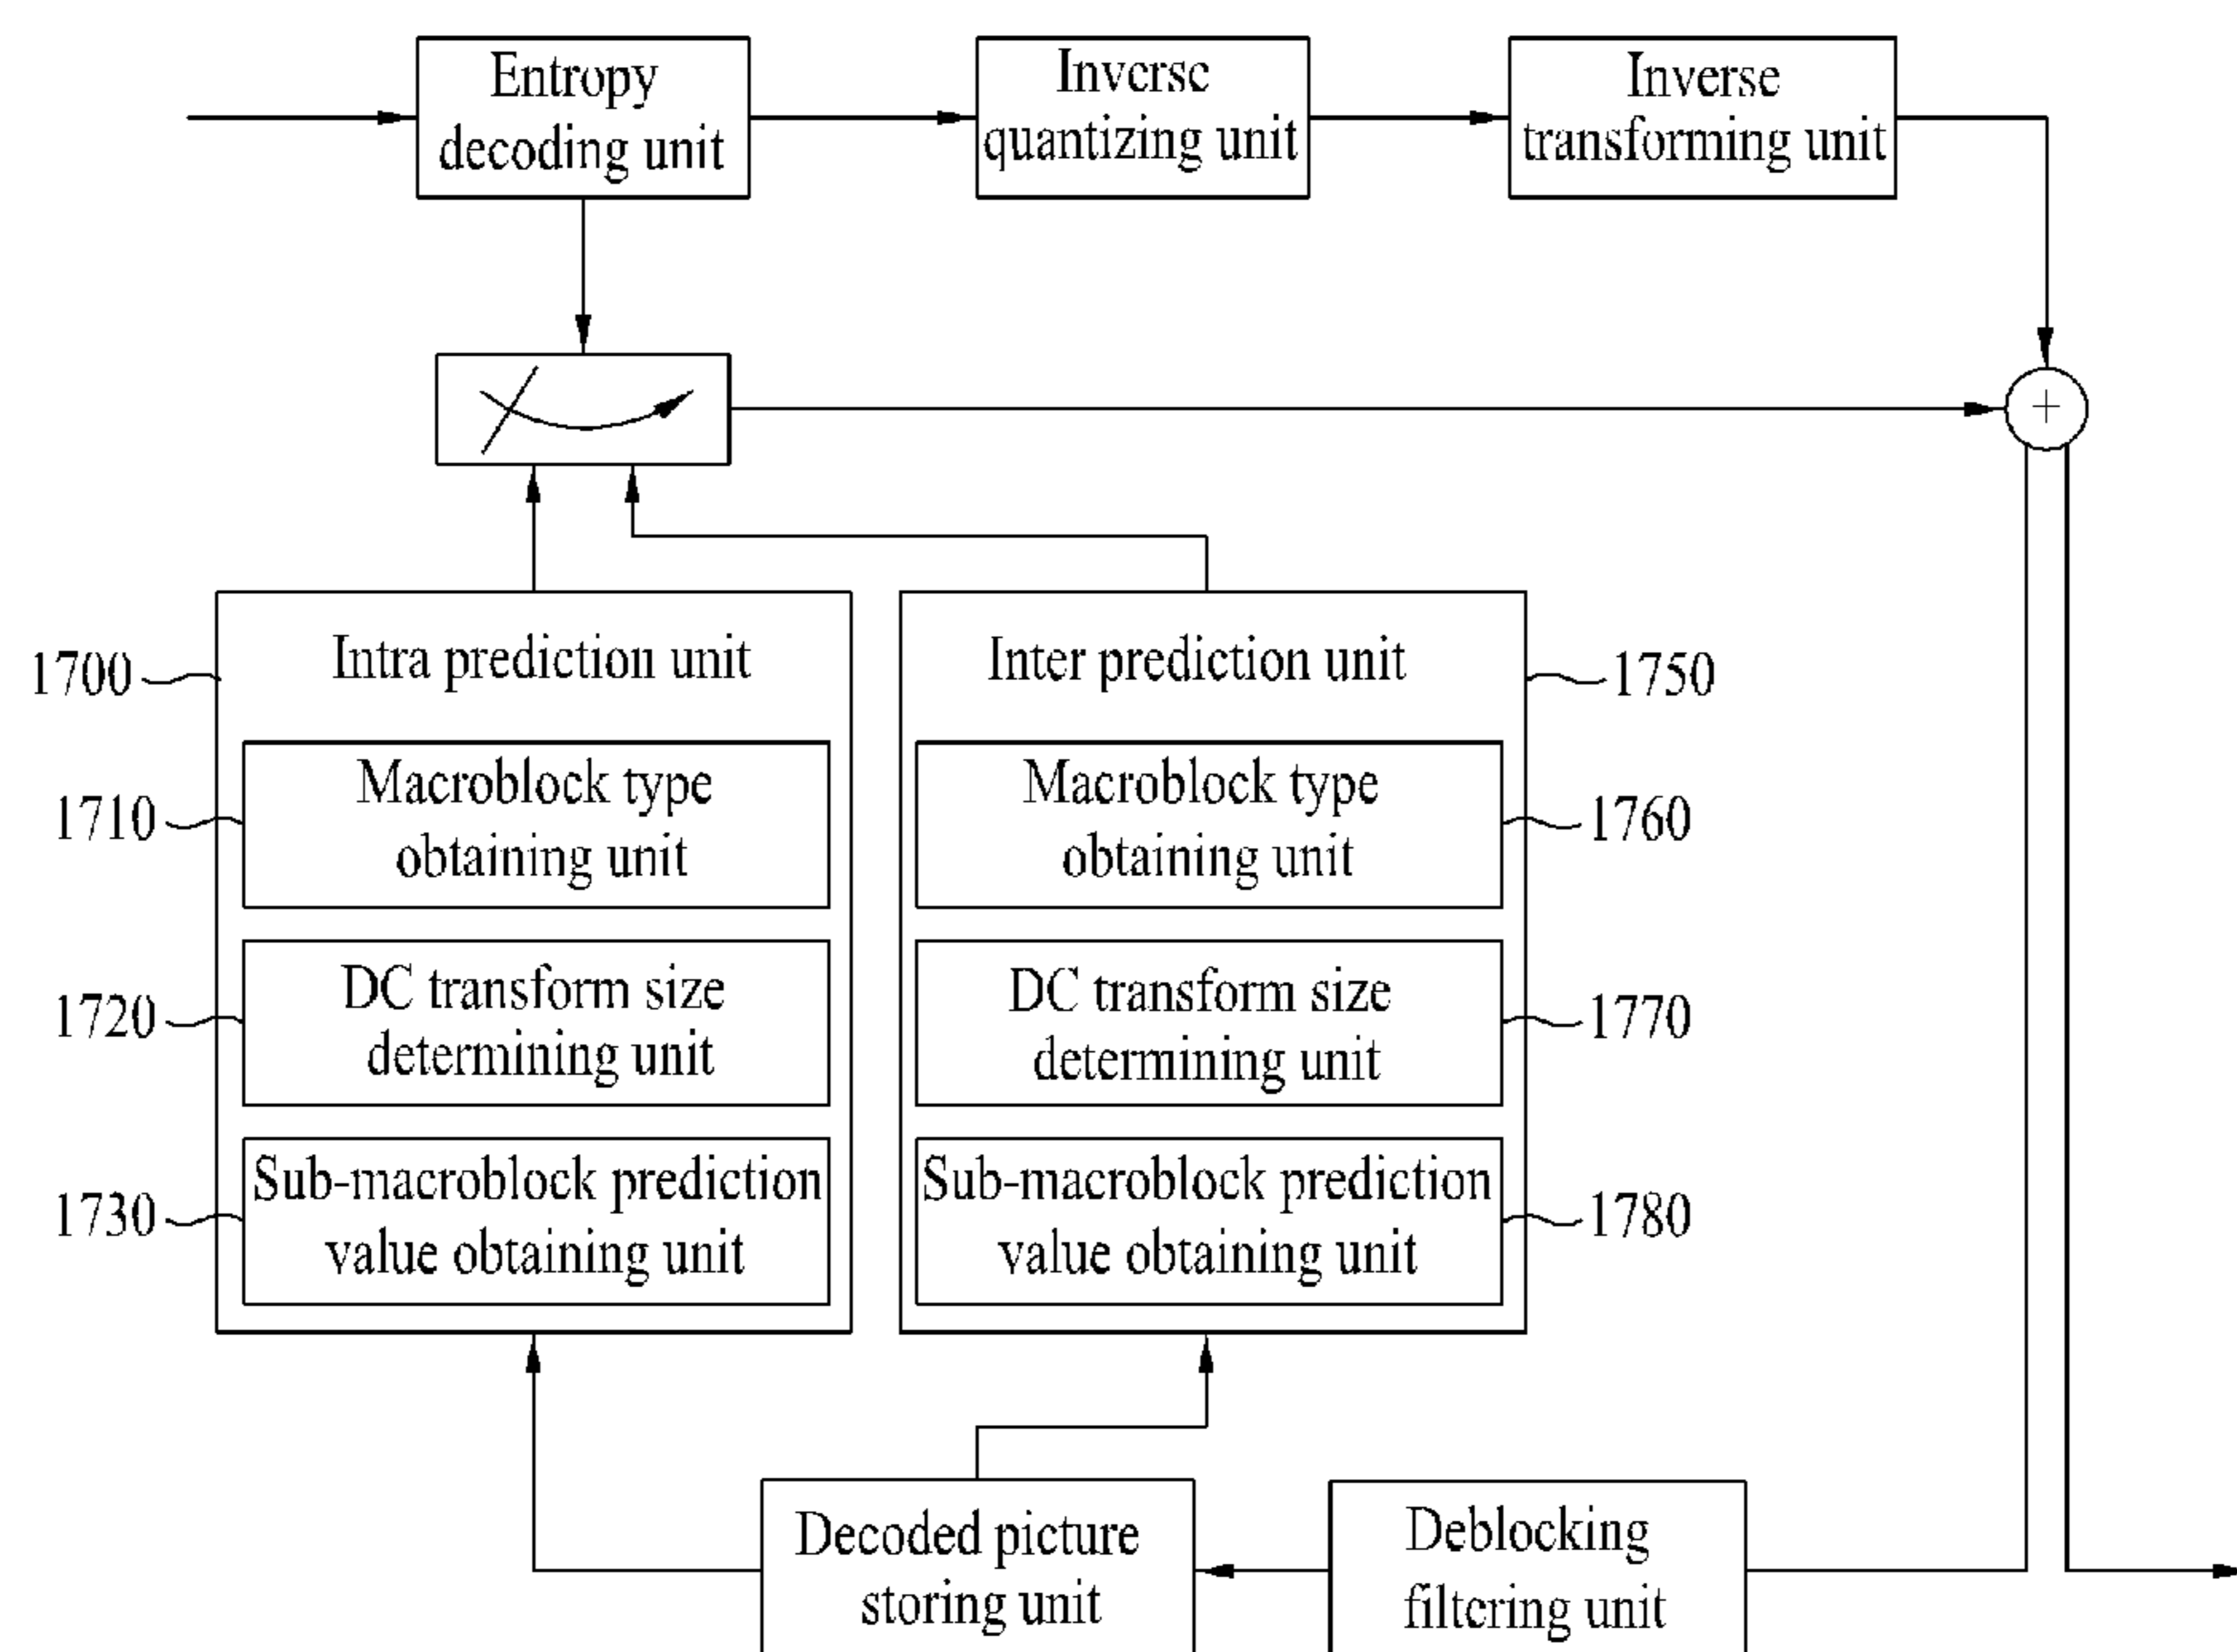 Entropy
decoding unit
Inverse
quantizing unit
Inverse
transforming unit
+
1700
Intra prediction unit
Inter prediction unit
1750
1710
Macroblock type
obtaining unit
Macroblock type
obtaining unit
1760
1720
DC transform size
determining unit
DC transform size
determining unit
1770
1730
Sub-macroblock prediction
value obtaining unit
Sub-macroblock prediction
value obtaining unit
1780
Decoded picture
storing unit
Deblocking
filtering unit